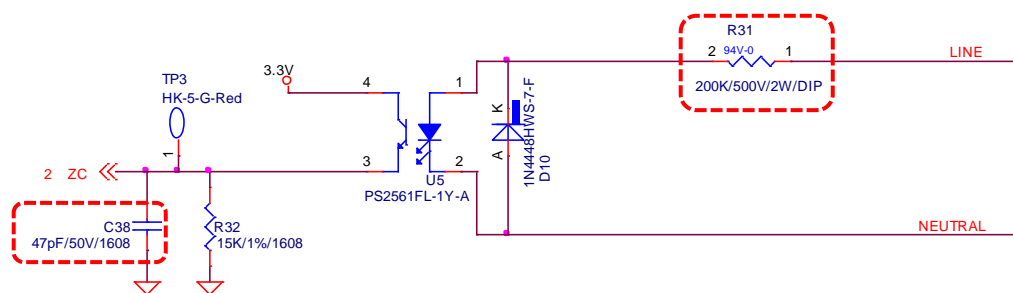 R31
2 94V-0 1
LINE
200K/500V/2W/DIP
3.3V
TP3
HK-5-G-Red
4
1
K
A
1N4448HWS-7-F
D10
1
3
2
2 ZC
U5
PS2561FL-1Y-A
C38
47pF/50V/1608
R32
15K/1%/1608
NEUTRAL